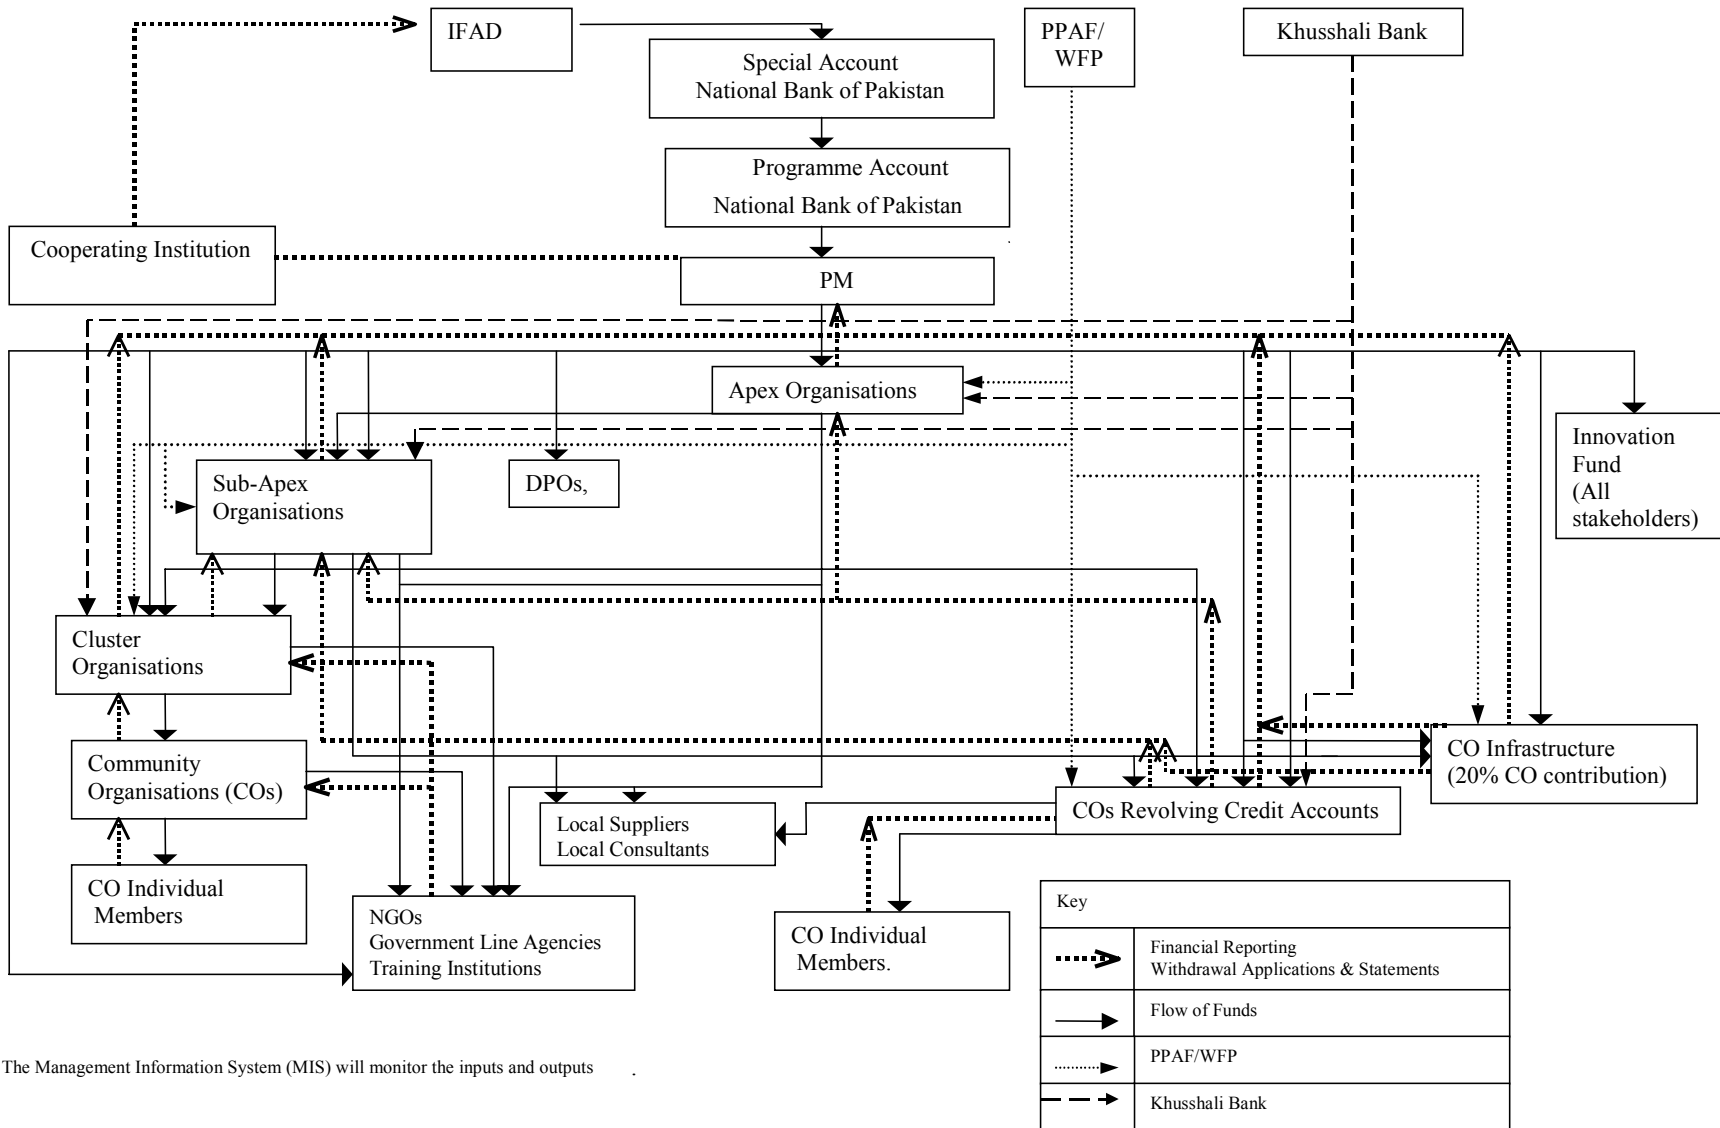 IFAD
PPAF/
WFP
Khusshali Bank
Special Account
National Bank of Pakistan
Programme Account
National Bank of Pakistan
Cooperating Institution
PM
Apex Organisations
Innovation
Fund
(All
stakeholders)
Sub-Apex
Organisations
DPOs,
Cluster
Organisations
Community
Organisations (COs)
CO Infrastructure
(20% CO contribution)
COs Revolving Credit Accounts
Local Suppliers
Local Consultants
CO Individual
Members
NGOs
Government Line Agencies
Training Institutions
CO Individual
Members.
Key
Financial Reporting
Withdrawal Applications & Statements
Flow of Funds
PPAF/WFP
Khusshali Bank
The Management Information System (MIS) will monitor the inputs and outputs .